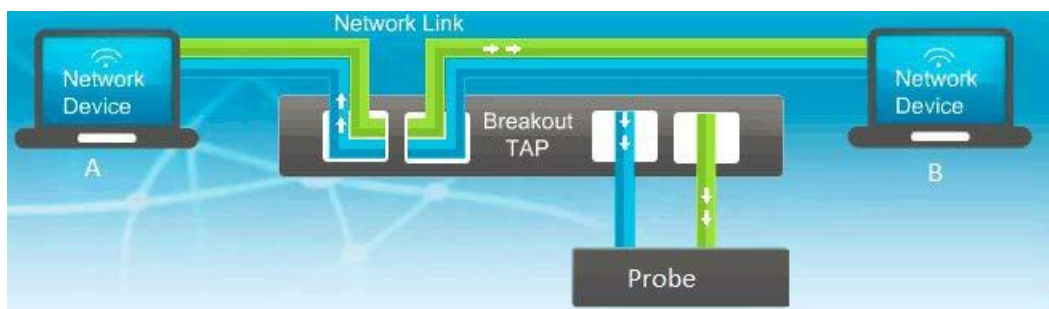 Network Link
Network
Device
A
Breakout
TAP
Network
Device
B
Probe